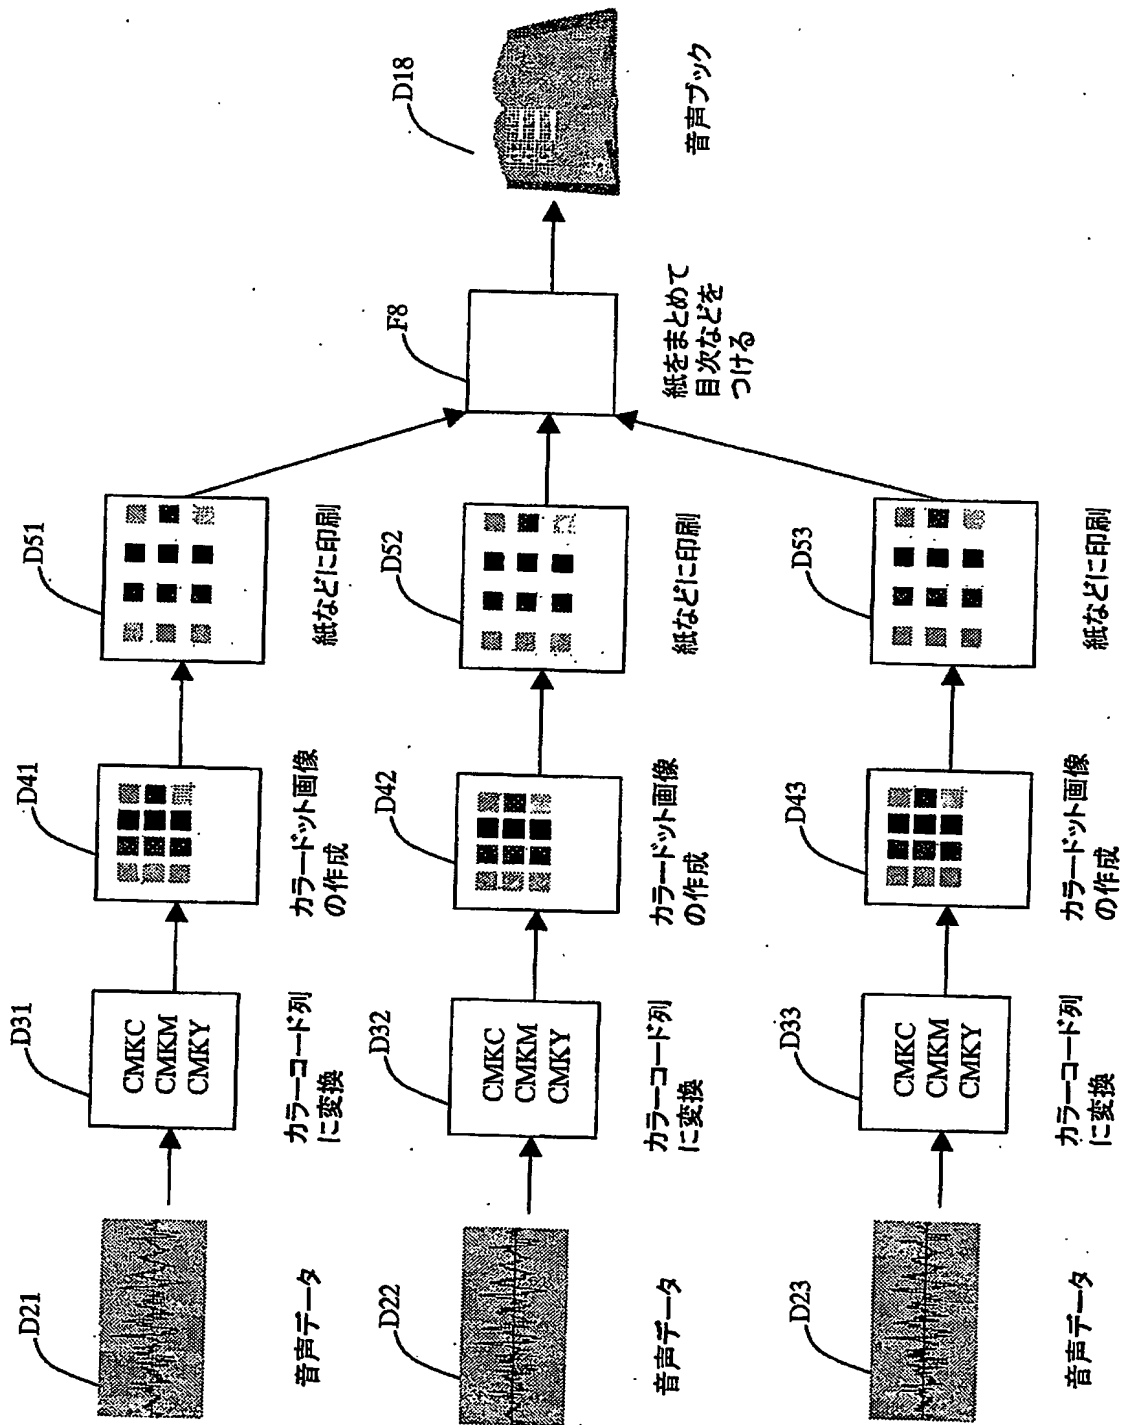 D21
D31
D41
D51
CMKC
CMKM
CMKY
音声データ
カラーコード列
に変換
カラードット画像
の作成
紙などに印刷
D22
D32
D42
D52
F8
D18
CMKC
CMKM
CMKY
音声データ
カラーコード列
に変換
カラードット画像
の作成
紙などに印刷
紙をまとめて
目次などを
つける
音声ブック
D23
D33
D43
D53
CMKC
CMKM
CMKY
音声データ
カラーコード列
に変換
カラードット画像
の作成
紙などに印刷